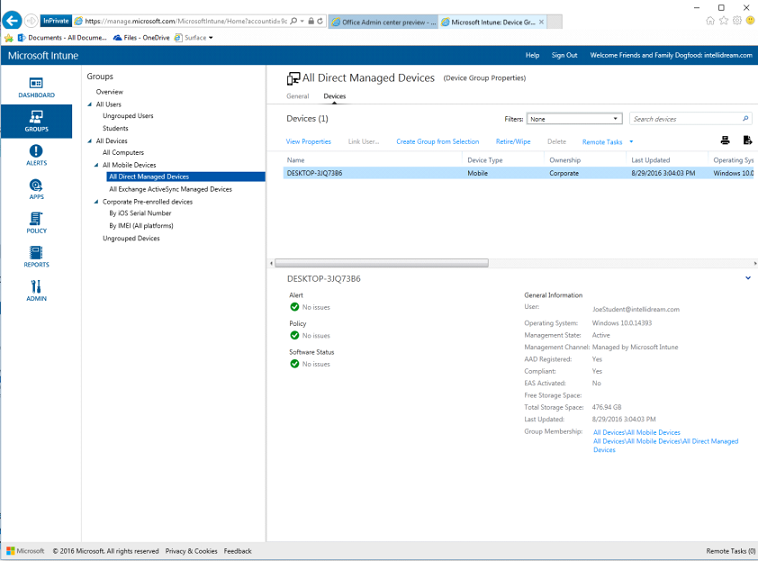 InPrivate
https://manage.microsoft.com/MicrosoftIntune/Home?accountid=9c
Office Admin center preview - ...
Microsoft Intune: Device Gr...
Documents - All Docume...
Files - OneDrive
Surface
Microsoft Intune
Help
Sign Out
Welcome Friends and Family Dogfood: intellidream.com
DASHBOARD
GROUPS
ALERTS
APPS
POLICY
REPORTS
ADMIN
Groups
Overview
All Users
Ungrouped Users
Students
All Devices
All Computers
All Mobile Devices
All Direct Managed Devices
All Exchange ActiveSync Managed Devices
Corporate Pre-enrolled devices
By iOS Serial Number
By IMEI (All platforms)
Ungrouped Devices
All Direct Managed Devices (Device Group Properties)
General Devices
Devices (1)
Filters: None
Search devices
View Properties Link User... Create Group from Selection Retire/Wipe Delete Remote Tasks
Name Device Type Ownership Last Updated Operating Sys
DESKTOP-3JQ73B6 Mobile Corporate 8/29/2016 3:04:03 PM Windows 10.0
DESKTOP-3JQ73B6
Alert
No issues
Policy
No issues
Software Status
No issues
General Information
User: JoeStudent@intellidream.com
Operating System: Windows 10.0.14393
Management State: Active
Management Channel: Managed by Microsoft Intune
AAD Registered: Yes
Compliant: Yes
EAS Activated: No
Free Storage Space:
Total Storage Space: 476.94 GB
Last Updated: 8/29/2016 3:04:03 PM
Group Membership: All Devices\All Mobile Devices
All Devices\All Mobile Devices\All Direct Managed
Devices
Microsoft © 2016 Microsoft. All rights reserved Privacy & Cookies Feedback
Remote Tasks (0)